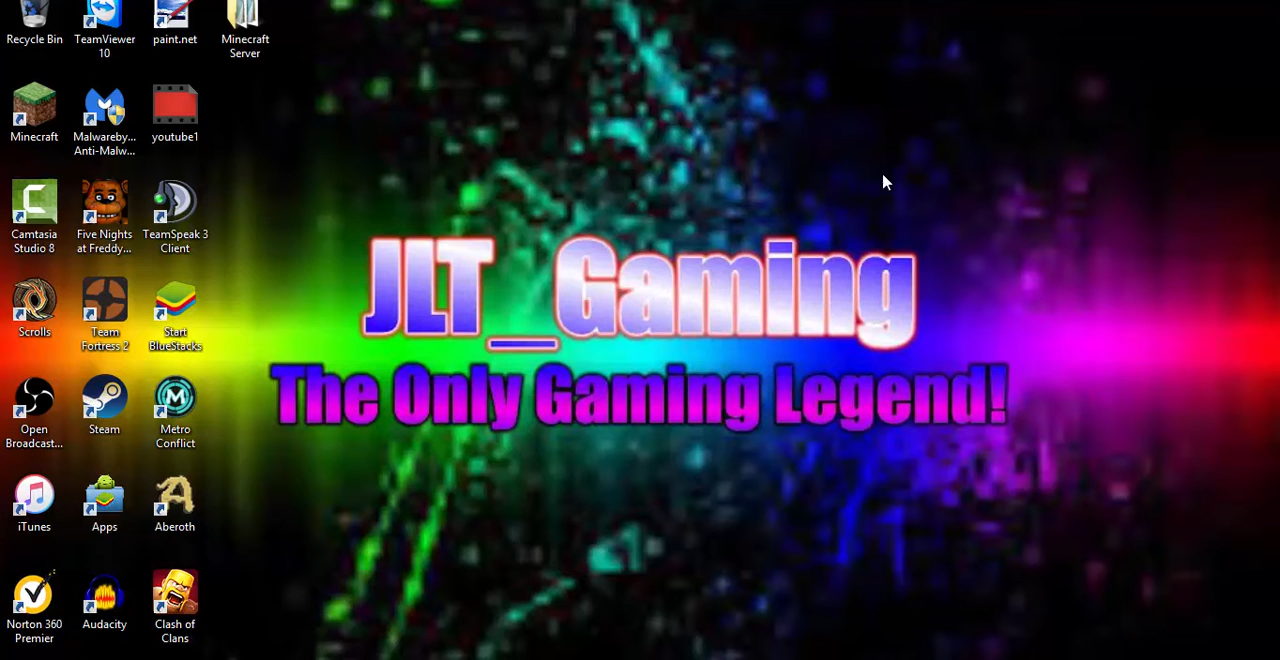 Recycle Bin
TeamViewer
10
paint.net
Minecraft
Server
Minecraft
Malwareby...
Anti-Malw...
youtube1
Camtasia
Studio 8
Five Nights
at Freddy...
TeamSpeak 3
Client
Scrolls
Team
Fortress 2
Start
BlueStacks
Open
Broadcast...
Steam
Metro
Conflict
iTunes
Apps
Aberoth
Norton 360
Premier
Audacity
Clash of
Clans
JLT_Gaming
The Only Gaming Legend!